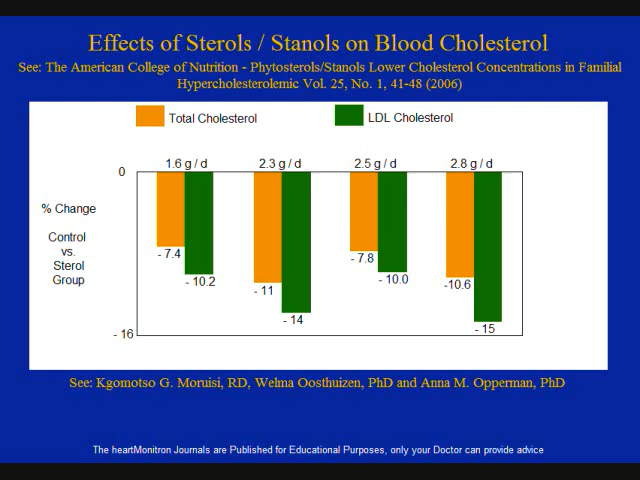 Effects of Sterols / Stanols on Blood Cholesterol
See: The American College of Nutrition - Phytosterols/Stanols Lower Cholesterol Concentrations in Familial
Hypercholesterolemic Vol. 25, No. 1, 41-48 (2006)
Total Cholesterol
LDL Cholesterol
1.6 g / d
2.3 g / d
2.5 g / d
2.8 g / d
0
% Change
Control
vs.
Sterol
Group
- 7.4
- 10.2
- 11
- 14
- 7.8
- 10.0
-10.6
- 15
- 16
See: Kgomotso G. Moruisi, RD, Welma Oosthuizen, PhD and Anna M. Opperman, PhD
The heartMonitron Journals are Published for Educational Purposes, only your Doctor can provide advice